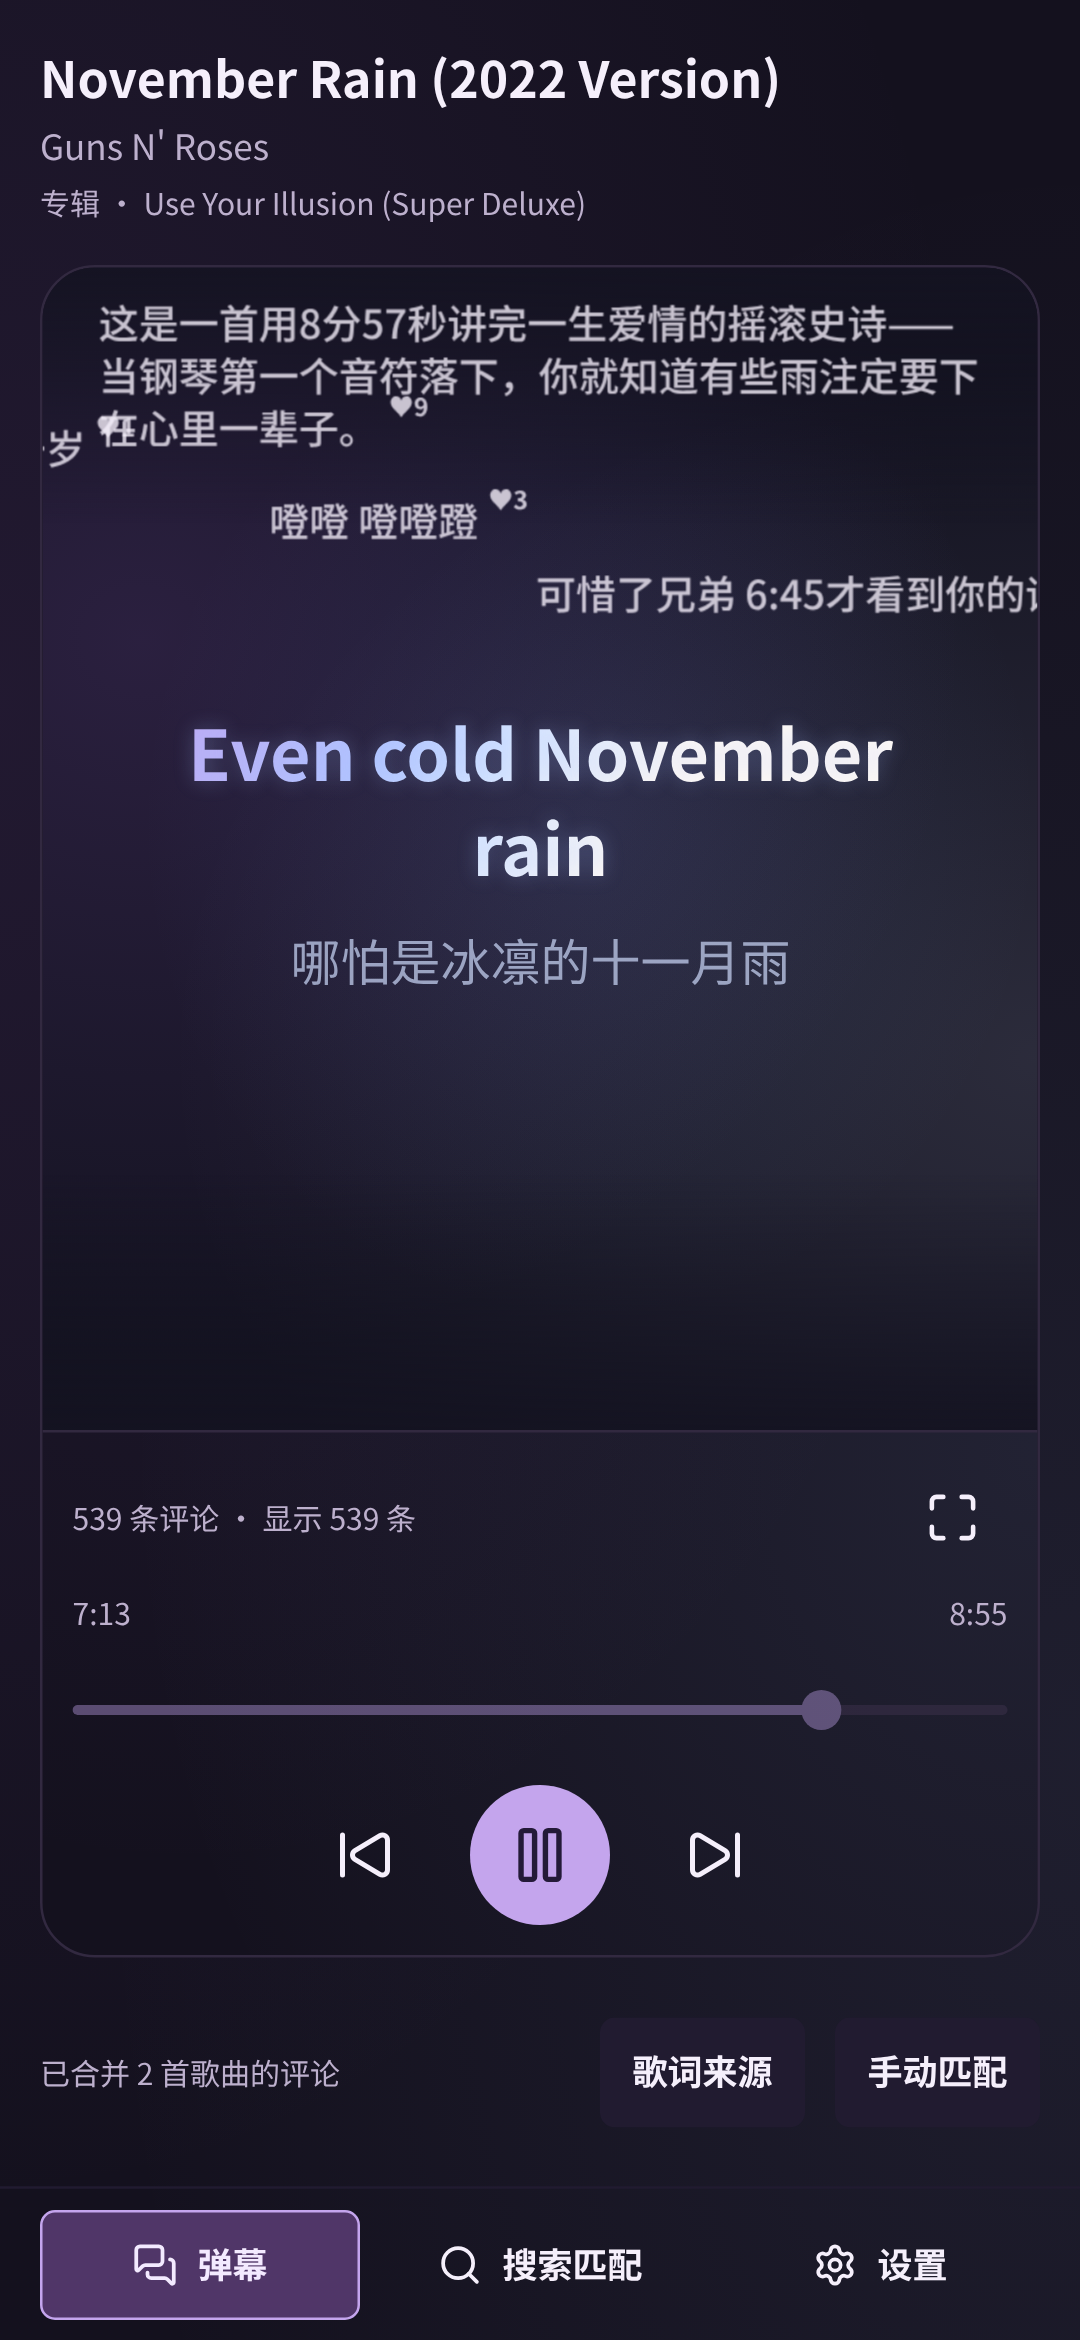 November Rain (2022 Version)
Guns N' Roses
专辑 • Use Your Illusion (Super Deluxe)
这是一首用8分57秒讲完一生爱情的摇滚史诗——
当钢琴第一个音符落下，你就知道有些雨注定要下
在心里一辈子。 ♥9
岁
噔噔 噔噔蹬 ♥3
可惜了兄弟 6:45才看到你的
Even cold November
rain
哪怕是冰凛的十一月雨
539 条评论 • 显示 539 条
7:13
8:55
已合并 2 首歌曲的评论
歌词来源
手动匹配
弹幕
搜索匹配
设置